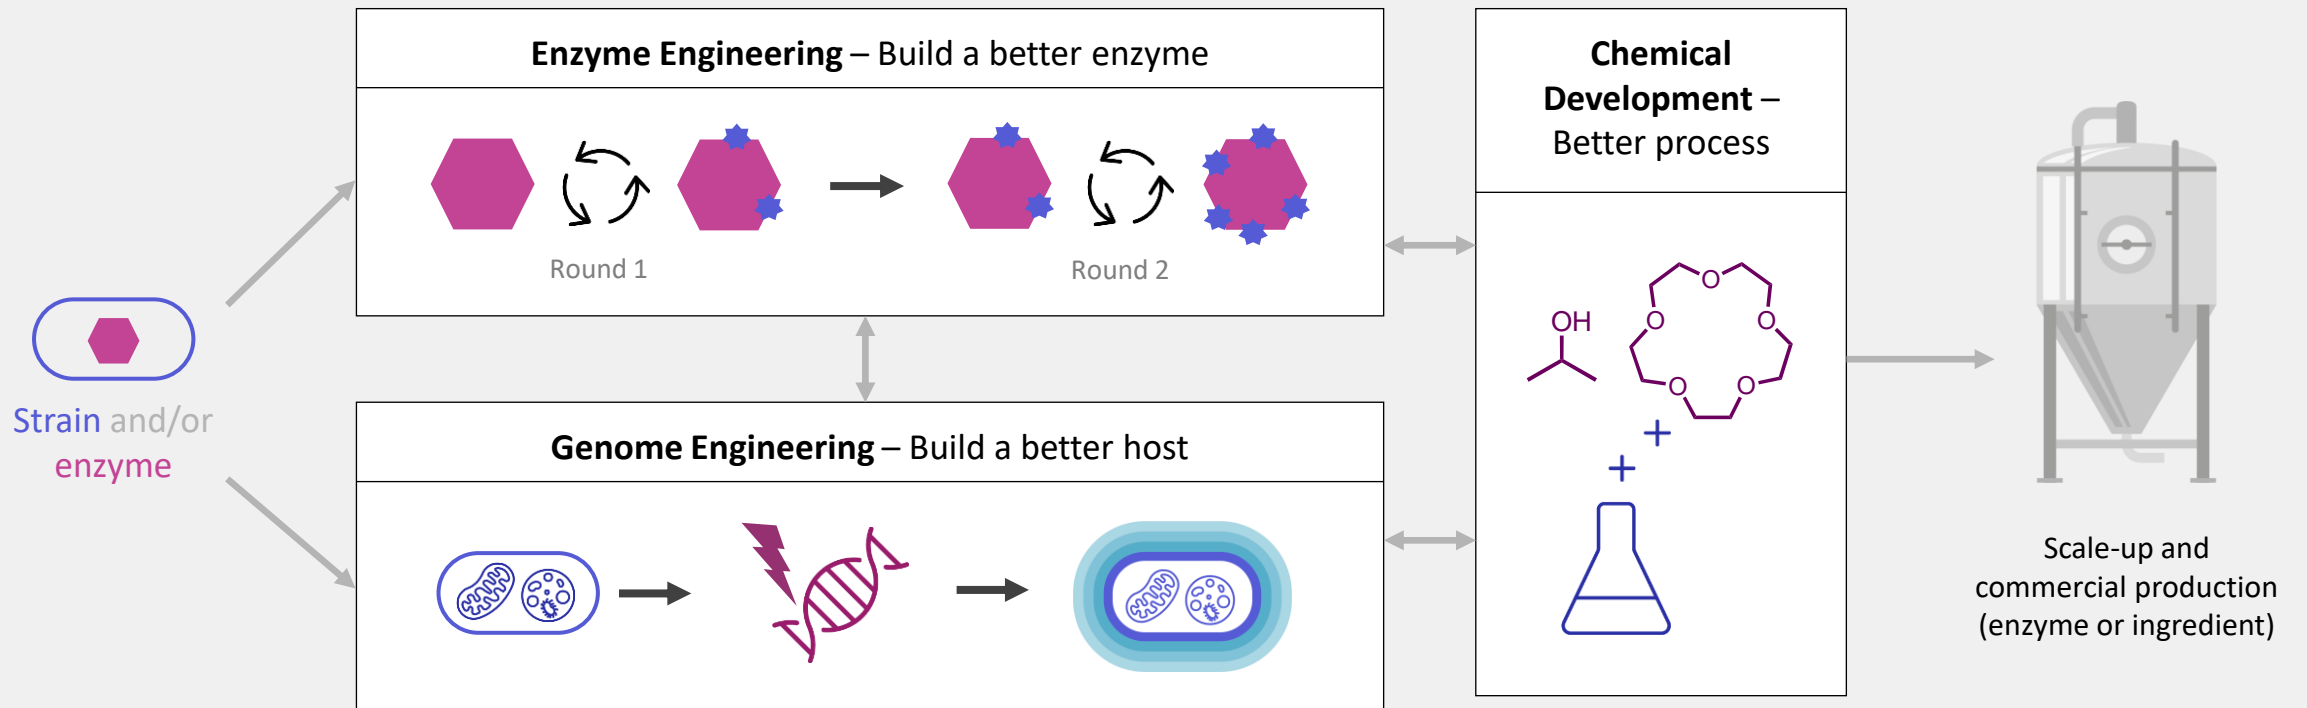 Enzyme Engineering – Build a better enzyme
Round 1
Round 2
Strain and/or
enzyme
Genome Engineering – Build a better host
Chemical
Development –
Better process
OH
O
O
O
O
O
Scale-up and
commercial production
(enzyme or ingredient)